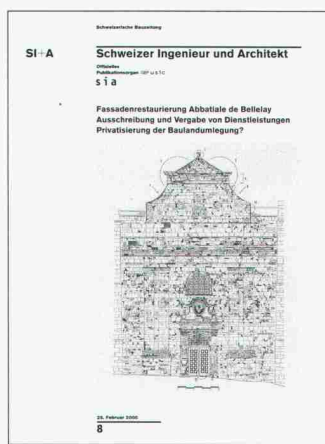 Schweizerische Bauzeitung
SI+A
Schweizer Ingenieur und Architekt
Offizielles
Publikationsorgan
sia
Fassadenrestaurierung Abbatiale de Bellelay
Ausschreibung und Vergabe von Dienstleistungen
Privatisierung der Baulandumlegung?
25. Februar 2000
8